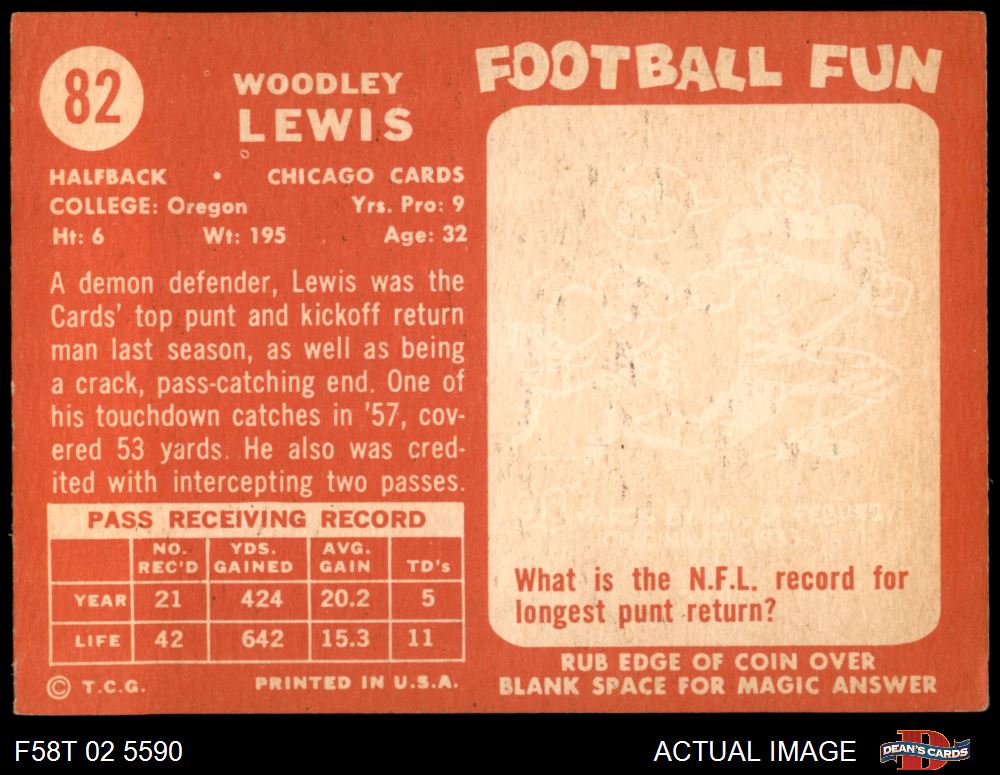 82
WOODLEY
LEWIS
HALFBACK • CHICAGO CARDS
COLLEGE: Oregon Yrs. Pro: 9
Ht: 6 Wt: 195 Age: 32
A demon defender, Lewis was the
Cards' top punt and kickoff return
man last season, as well as being
a crack, pass-catching end. One of
his touchdown catches in '57, cov-
ered 53 yards. He also was cred-
ited with intercepting two passes.
PASS RECEIVING RECORD
NO. REC'D YDS. GAINED AVG. GAIN TD's
YEAR 21 424 20.2 5
LIFE 42 642 15.3 11
© T.C.G. PRINTED IN U.S.A.
FOOTBALL FUN
What is the N.F.L. record for
longest punt return?
RUB EDGE OF COIN OVER
BLANK SPACE FOR MAGIC ANSWER
F58T 02 5590
ACTUAL IMAGE
DEAN'S CARDS